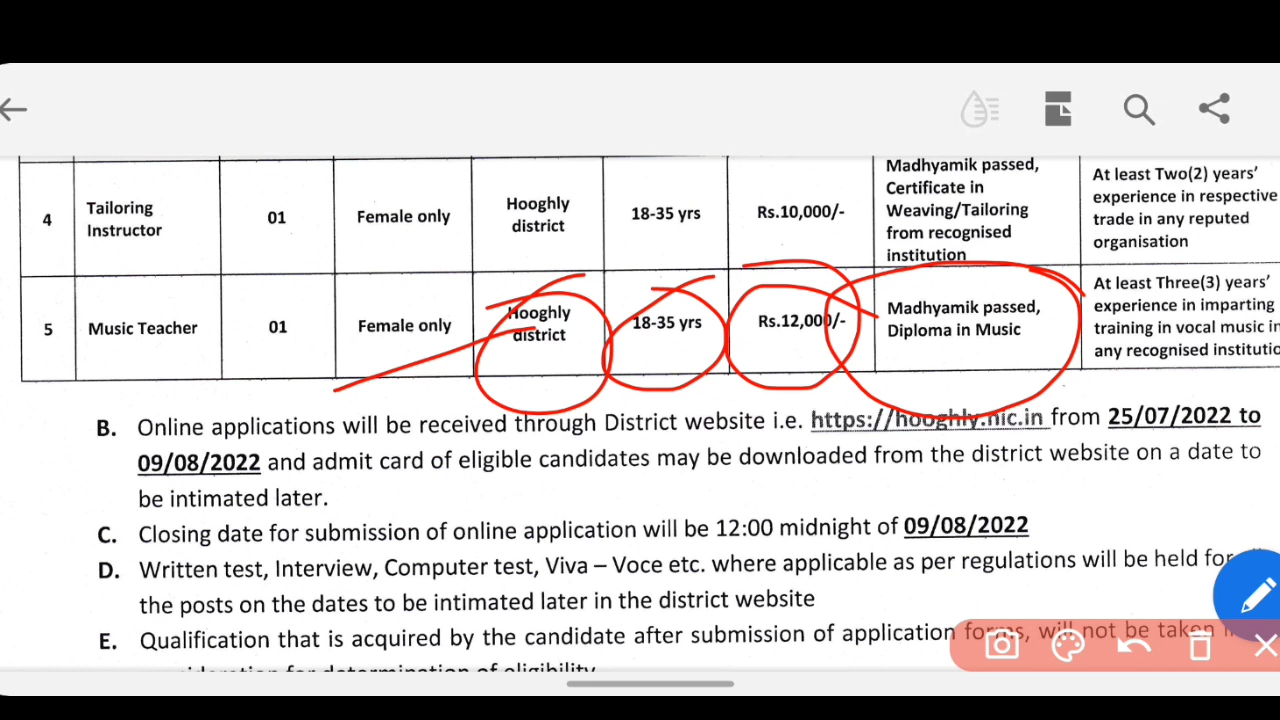 Madhyamik passed,
Certificate in
Weaving/Tailoring
from recognised
institution
At least Two(2) years'
experience in respective
trade in any reputed
organisation
4
Tailoring
Instructor
01
Female only
Hooghly
district
18-35 yrs
Rs.10,000/-
5
Music Teacher
01
Female only
Hooghly
district
18-35 yrs
Rs.12,000/-
Madhyamik passed,
Diploma in Music
At least Three(3) years'
experience in imparting
training in vocal music in
any recognised institutio
B. Online applications will be received through District website i.e. https://hooghly.nic.in from 25/07/2022 to
09/08/2022 and admit card of eligible candidates may be downloaded from the district website on a date to
be intimated later.
C. Closing date for submission of online application will be 12:00 midnight of 09/08/2022
D. Written test, Interview, Computer test, Viva – Voce etc. where applicable as per regulations will be held for
the posts on the dates to be intimated later in the district website
E. Qualification that is acquired by the candidate after submission of application forms, will not be taken
for determination of eligibility